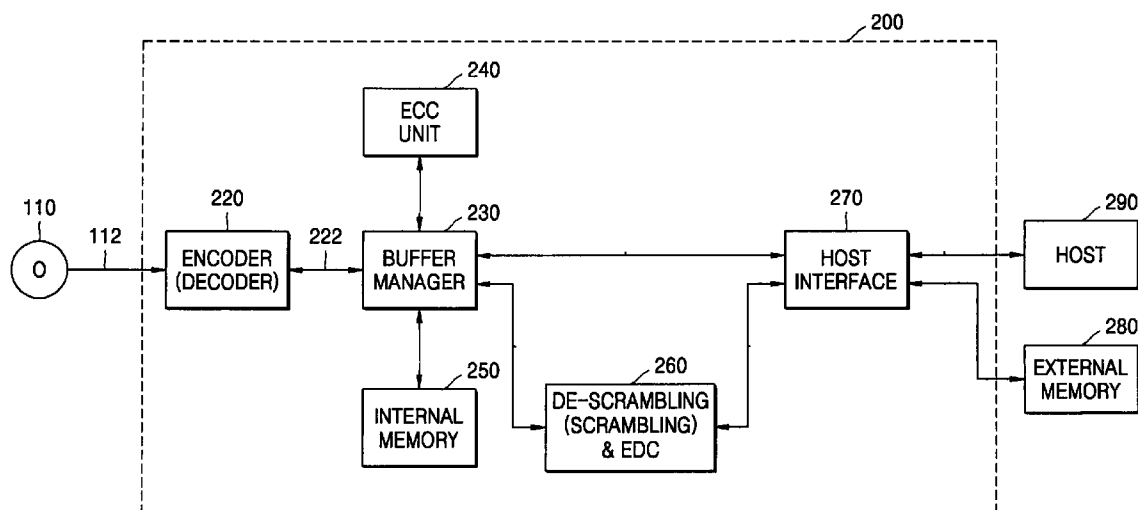 200
240
ECC
UNIT
110
112
220
ENCODER
(DECODER)
222
230
BUFFER
MANAGER
270
HOST
INTERFACE
290
HOST
280
EXTERNAL
MEMORY
250
INTERNAL
MEMORY
260
DE-SCRAMBLING
(SCRAMBLING)
& EDC